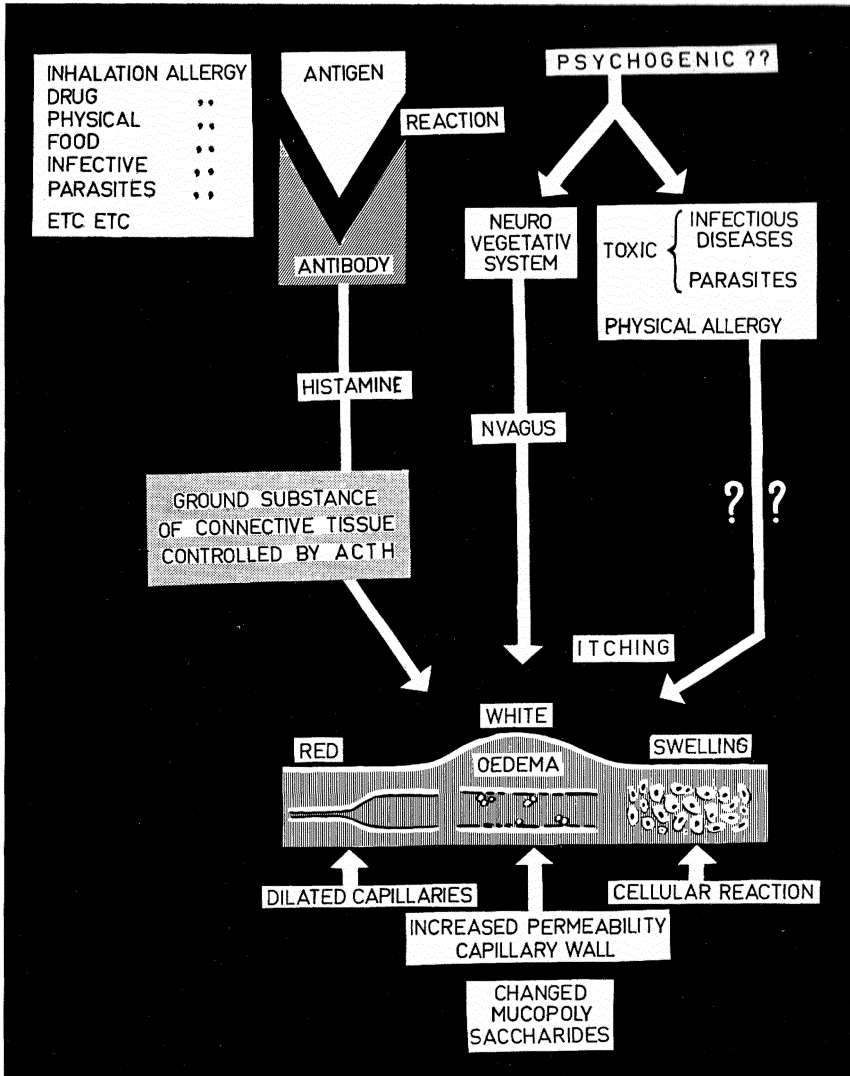 INHALATION ALLERGY
DRUG ,,
PHYSICAL ,,
FOOD ,,
INFECTIVE ,,
PARASITES ,,
ETC ETC
ANTIGEN
REACTION
ANTIBODY
HISTAMINE
GROUND SUBSTANCE
OF CONNECTIVE TISSUE
CONTROLLED BY ACTH
PSYCHOGENIC ??
NEURO
VEGETATIV
SYSTEM
NVAGUS
TOXIC { INFECTIOUS
DISEASES
PARASITES
PHYSICAL ALLERGY
? ?
ITCHING
RED
WHITE
OEDEMA
SWELLING
DILATED CAPILLARIES
INCREASED PERMEABILITY
CAPILLARY WALL
CELLULAR REACTION
CHANGED
MUCOPOLY
SACCHARIDES